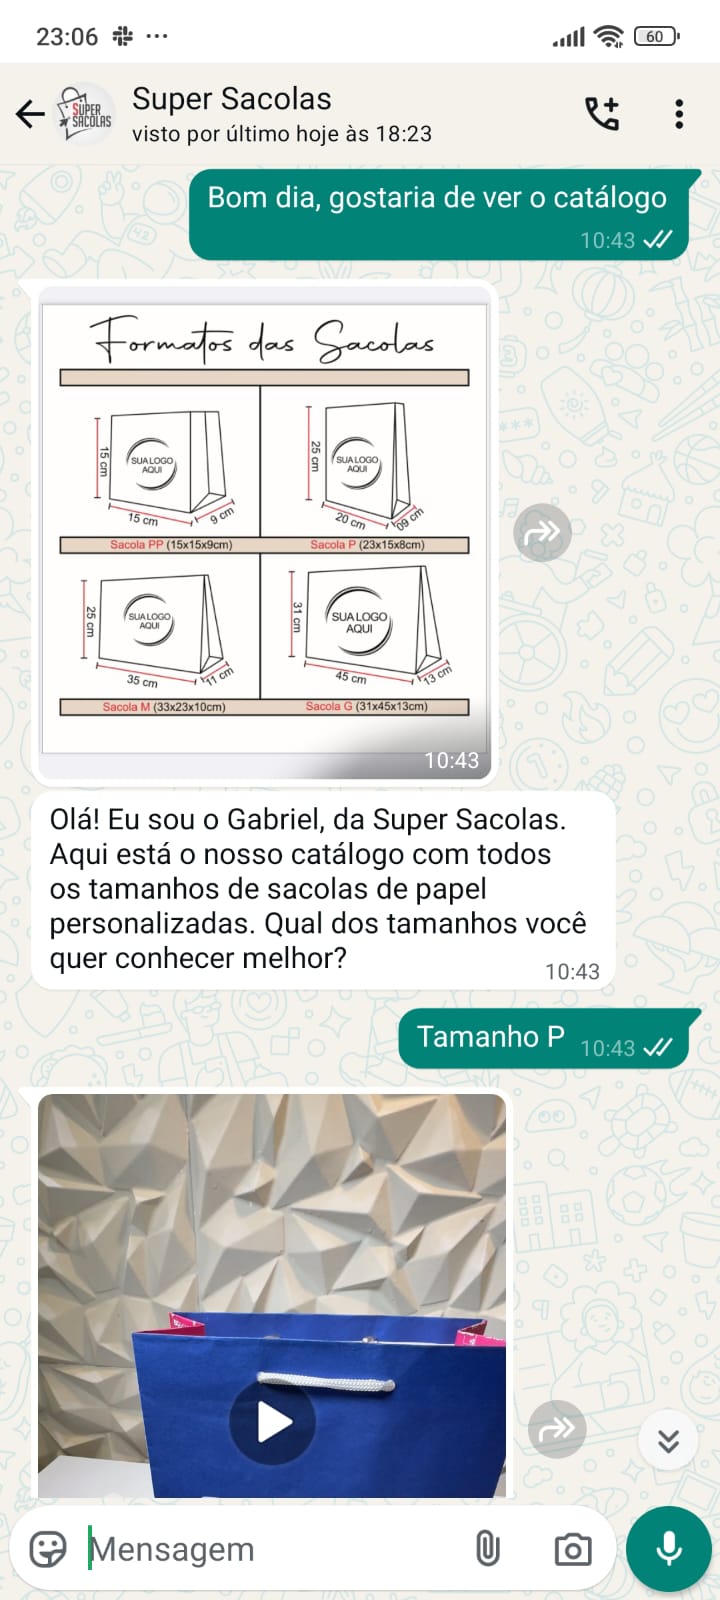 23:06
60
SUPER
SACOLAS
Super Sacolas
visto por último hoje às 18:23
Bom dia, gostaria de ver o catálogo
10:43
Formatos das Sacolas
15 cm
SUA LOGO
AQUI
15 cm
9 cm
Sacola PP (15x15x9cm)
25 cm
SUA LOGO
AQUI
20 cm
09 cm
Sacola P (23x15x8cm)
25 cm
SUA LOGO
AQUI
35 cm
11 cm
Sacola M (33x23x10cm)
31 cm
SUA LOGO
AQUI
45 cm
13 cm
Sacola G (31x45x13cm)
10:43
Olá! Eu sou o Gabriel, da Super Sacolas.
Aqui está o nosso catálogo com todos
os tamanhos de sacolas de papel
personalizadas. Qual dos tamanhos você
quer conhecer melhor?
10:43
Tamanho P
10:43
Mensagem